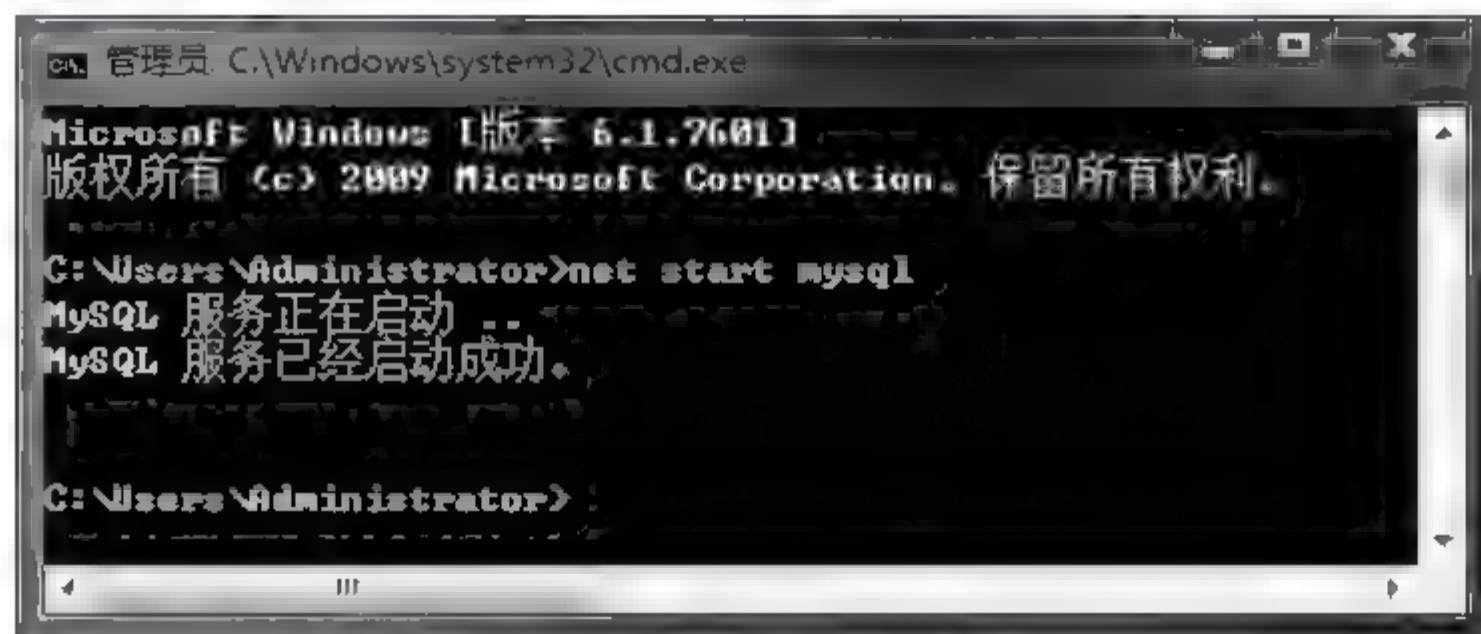 管理员 C:\Windows\system32\cmd.exe
Microsoft Windows [版本 6.1.7601]
版权所有 (c) 2009 Microsoft Corporation。保留所有权利。
C:\Users\Administrator>net start mysql
MySQL 服务正在启动 ..
MySQL 服务已经启动成功。
C:\Users\Administrator>